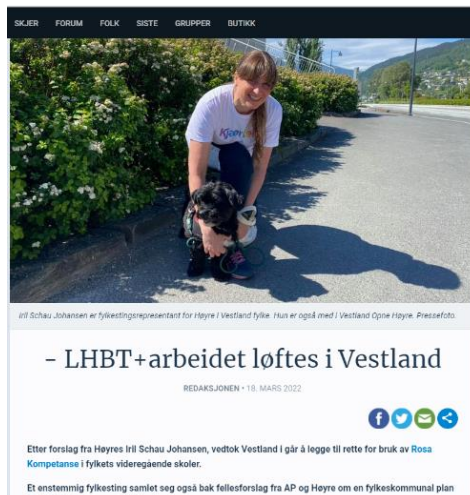 SKJER FORUM FOLK SISTE GRUPPER BUTIKK
Iril Schau Johansen er fylkestingsrepresentant for Høyre i Vestland fylke. Hun er også med i Vestland Opne Høyre. Pressefoto.
- LHBT+arbeidet løftes i Vestland
REDAKSJONEN • 18. MARS 2022
Etter forslag fra Høyres Iril Schau Johansen, vedtok Vestland i går å legge til rette for bruk av Rosa
Kompetanse i fylkets videregående skoler.
Et enstemmig fylkesting samlet seg også bak fellesforslag fra AP og Høyre om en fylkeskommunal plan